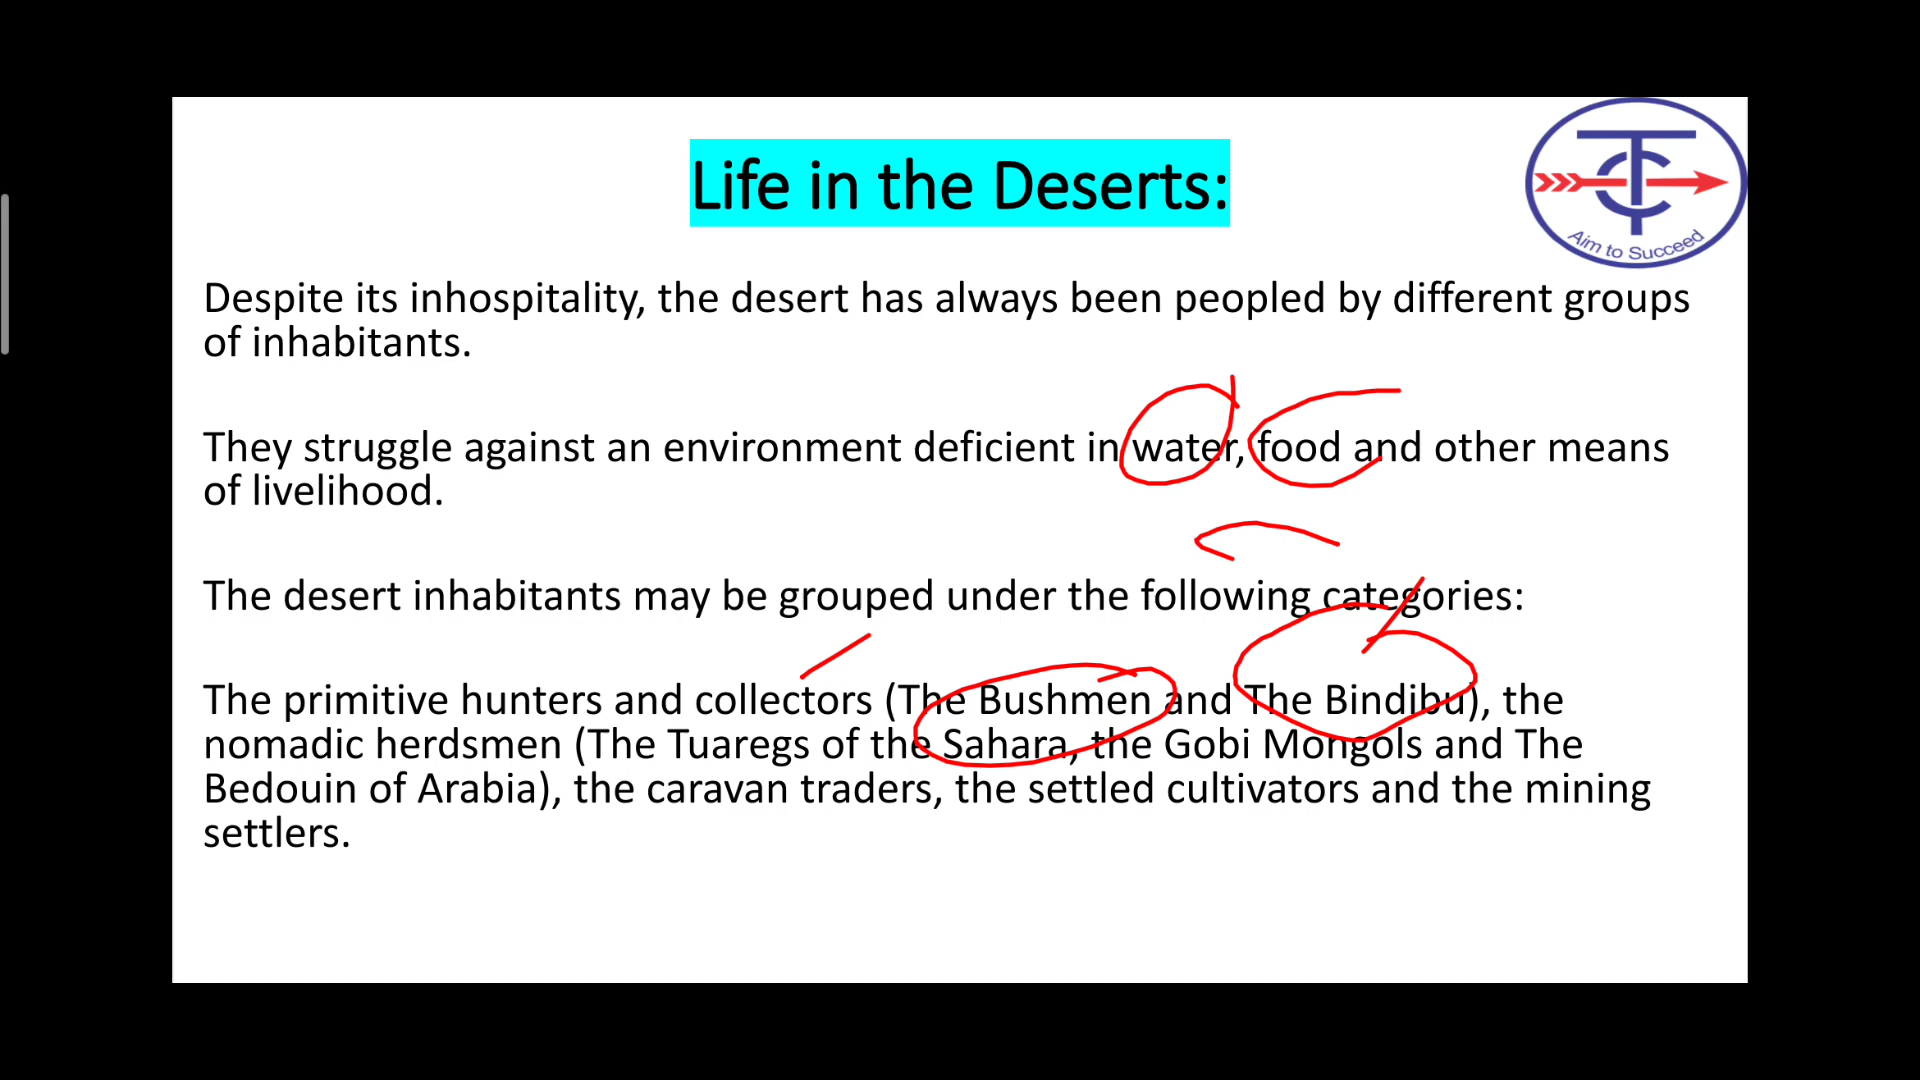 Life in the Deserts:
Aim to Succeed
Despite its inhospitality, the desert has always been peopled by different groups
of inhabitants.
They struggle against an environment deficient in water, food and other means
of livelihood.
The desert inhabitants may be grouped under the following categories:
The primitive hunters and collectors (The Bushmen and The Bindibu), the
nomadic herdsmen (The Tuaregs of the Sahara, the Gobi Mongols and The
Bedouin of Arabia), the caravan traders, the settled cultivators and the mining
settlers.